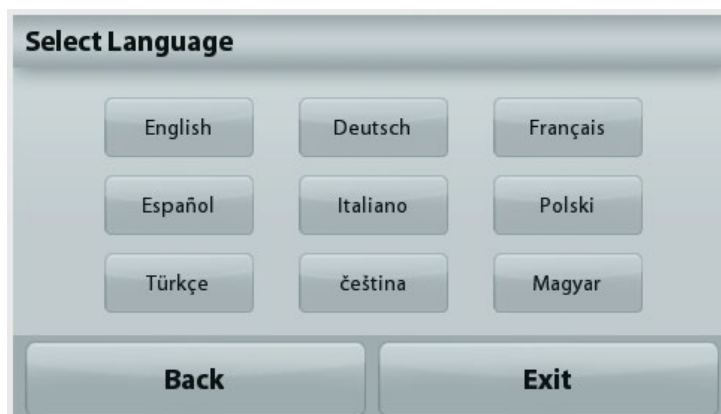 Select Language
English Deutsch Français
Español Italiano Polski
Türkçe čeština Magyar
Back Exit